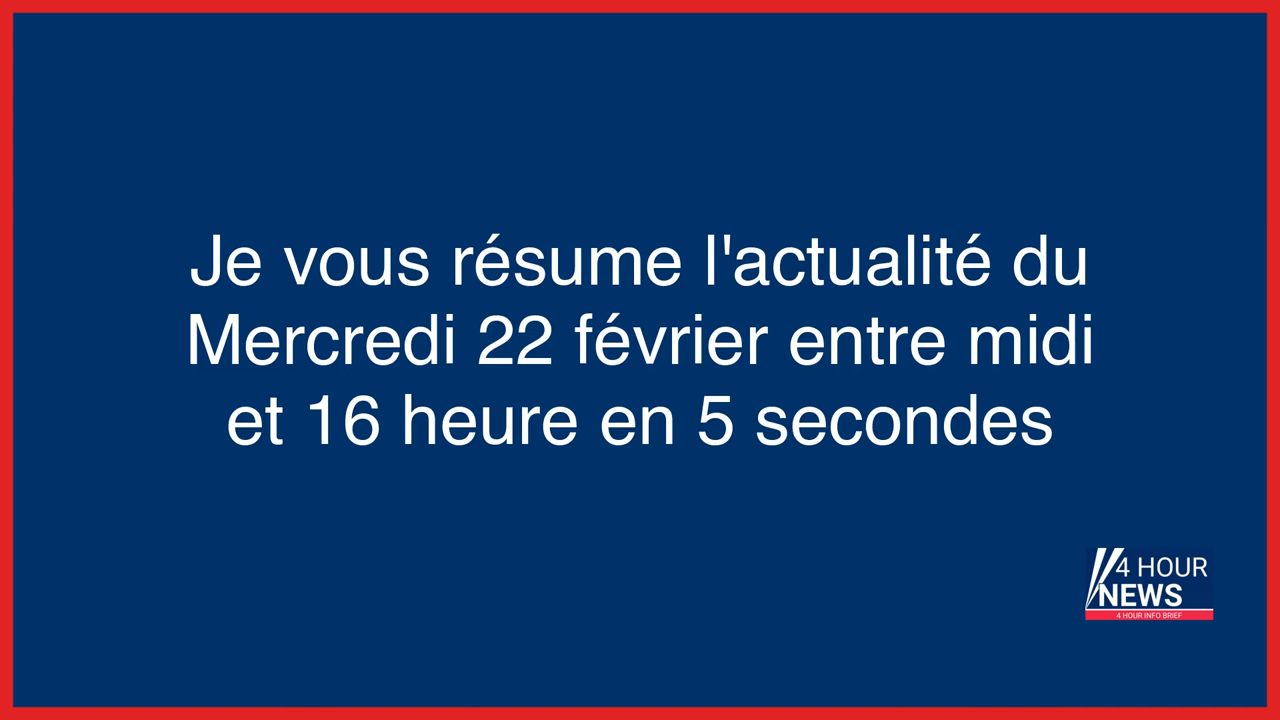 Je vous résume l'actualité du
Mercredi 22 février entre midi
et 16 heure en 5 secondes
4 HOUR
NEWS
4 HOUR INFO BRIEF